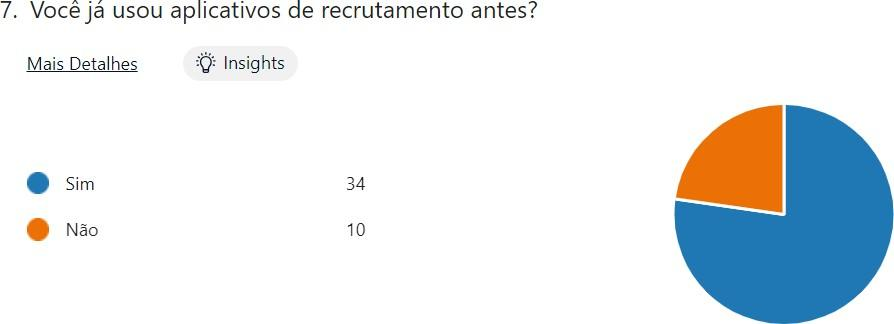 7. Você já usou aplicativos de recrutamento antes?
Mais Detalhes
Insights
Sim 34
Não 10